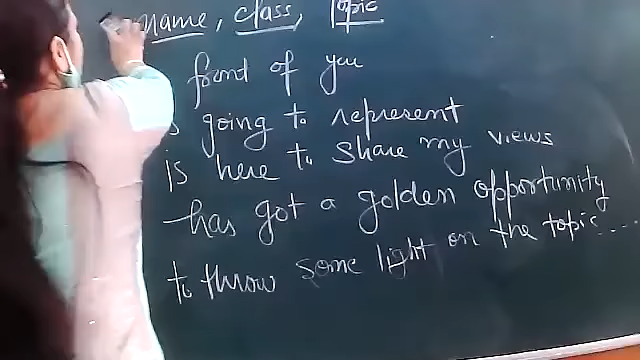 name, class, Topic
front of you
going to represent
is here to share my views
has got a golden opportunity
to throw some light on the topic.....